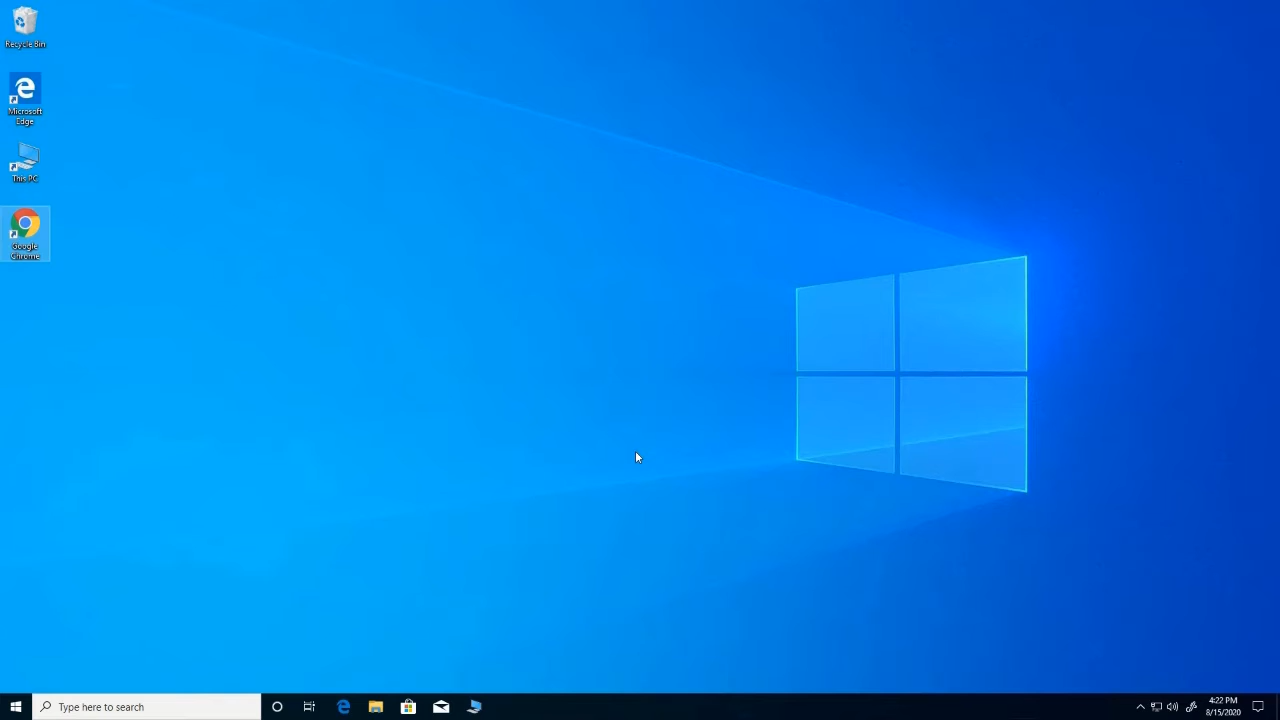 Recycle Bin
Microsoft
Edge
This PC
Google
Chrome
Type here to search
4:22 PM
8/15/2020